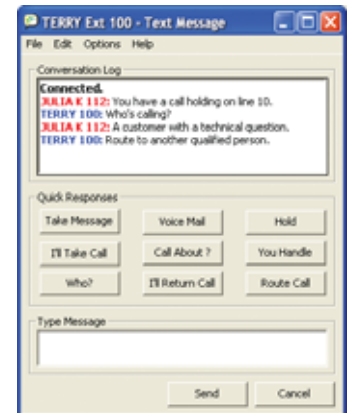 TERRY Ext 100 - Text Message
File Edit Options Help
Conversation Log
Connected.
JULIA K 112: You have a call holding on line 10.
TERRY 100: Who's calling?
JULIA K 112: A customer with a technical question.
TERRY 100: Route to another qualified person.
Quick Responses
Take Message Voice Mail Hold
I'll Take Call Call About ? You Handle
Who? I'll Return Call Route Call
Type Message
Send Cancel